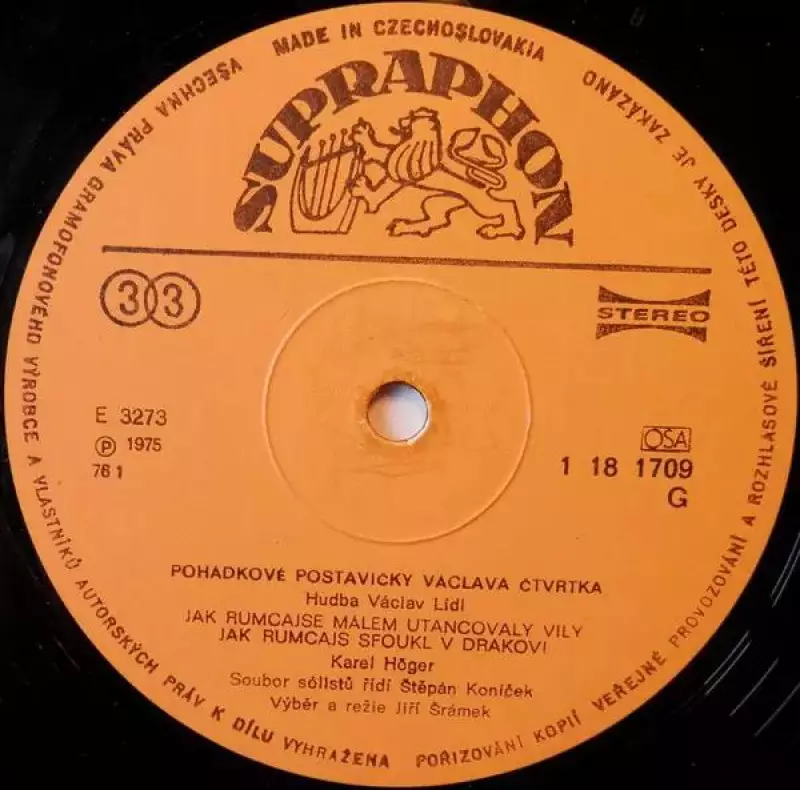 VŠECHNA PRÁVA GRAMOFONOVÉHO VÝROBCE A VLASTNÍKŮ AUTORSKÝCH PRÁV K DÍLU VYHRAŽENA
POŘIZOVÁNÍ KOPIÍ VEŘEJNÉ PROVOZOVÁNÍ A ROZHLASOVÉ ŠÍŘENÍ TÉTO DESKY JE ZAKÁZÁNO
MADE IN CZECHOSLOVAKIA
SUPRAPHON
33
STEREO
E 3273
Ⓟ 1975
76 1
OSA
1 18 1709
G
POHADKOVÉ POSTAVICKY VACLAVA ČTVRTKA
Hudba Václav Lídl
JAK RUMCAJSE MÁLEM UTANCOVALY VILY
JAK RUMCAJS SFOUKL V DRAKOVI
Karel Höger
Soubor sólistů řídí Štěpán Koníček
Výběr a režie Jiří Šrámek